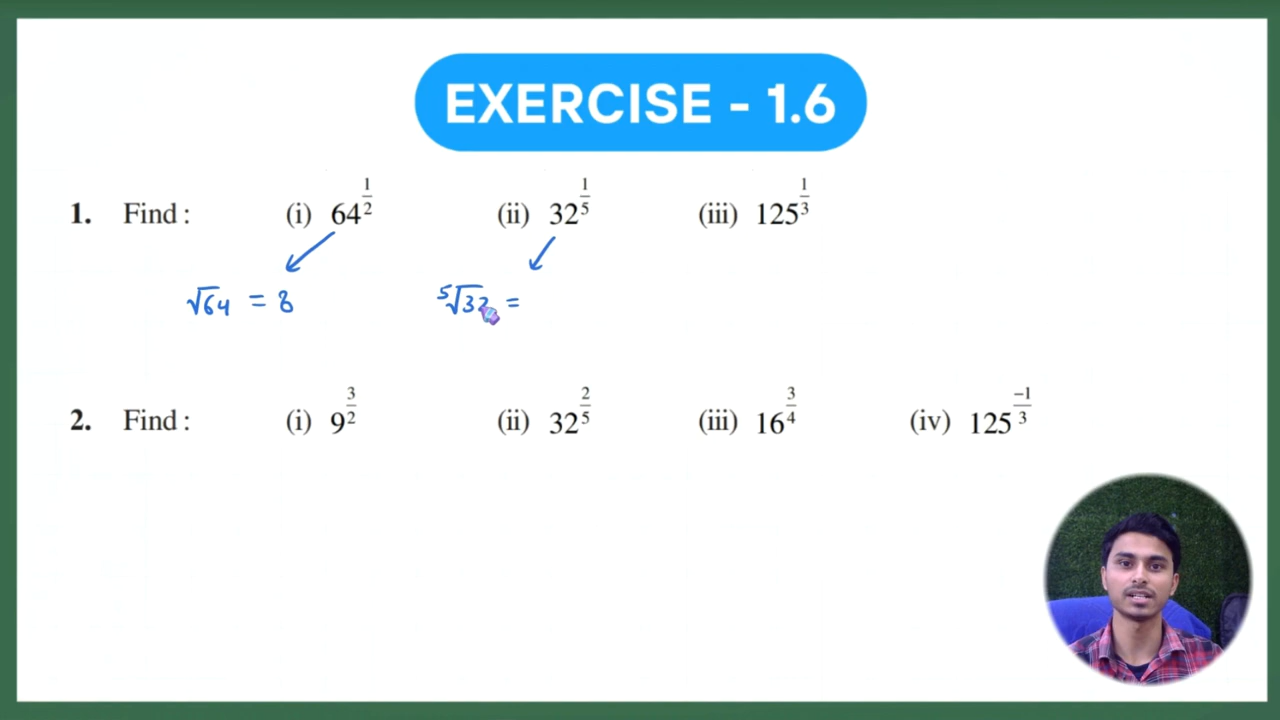 EXERCISE - 1.6
1. Find : (i) 64^{1/2} (ii) 32^{1/5} (iii) 125^{1/3}
√64 = 8 ⁵√32 =
2. Find : (i) 9^{3/2} (ii) 32^{2/5} (iii) 16^{3/4} (iv) 125^{-1/3}